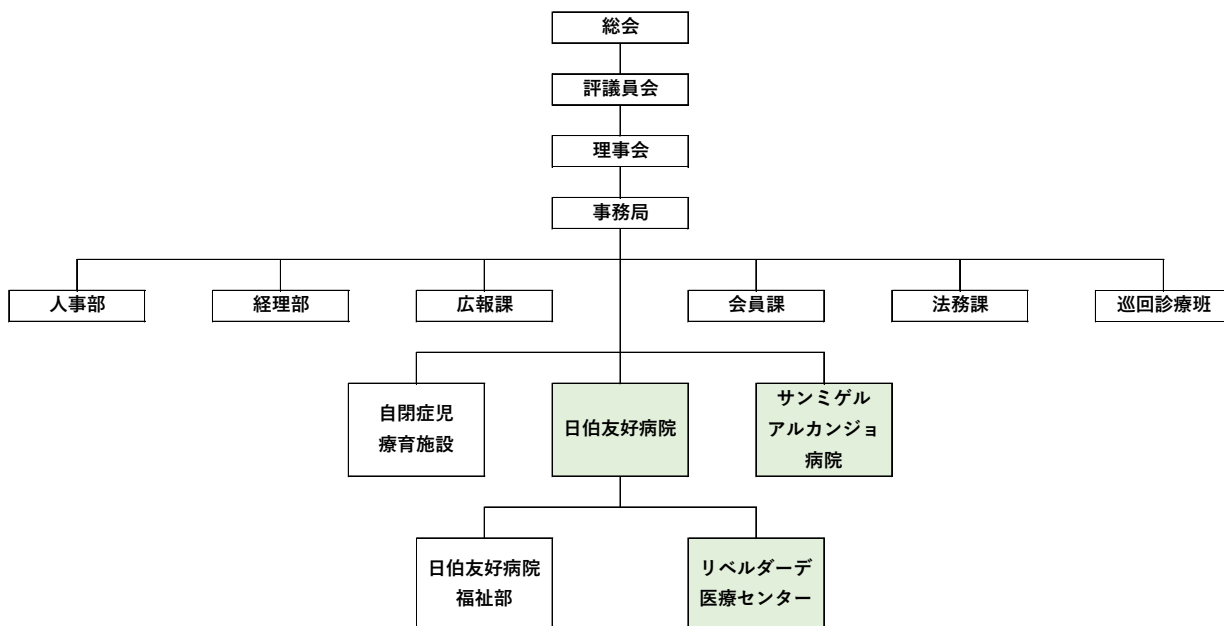 総会
評議員会
理事会
事務局
人事部
経理部
広報課
会員課
法務課
巡回診療班
自閉症児
療育施設
日伯友好病院
サンミゲル
アルカンジョ
病院
日伯友好病院
福祉部
リベルダーデ
医療センター